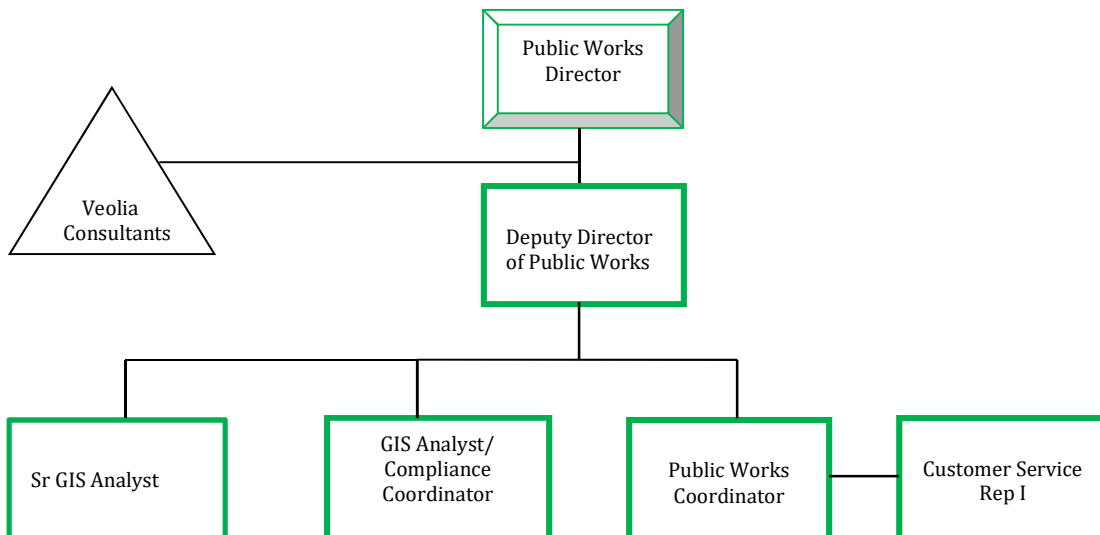 Public Works
Director
Veolia
Consultants
Deputy Director
of Public Works
Sr GIS Analyst
GIS Analyst/
Compliance
Coordinator
Public Works
Coordinator
Customer Service
Rep I